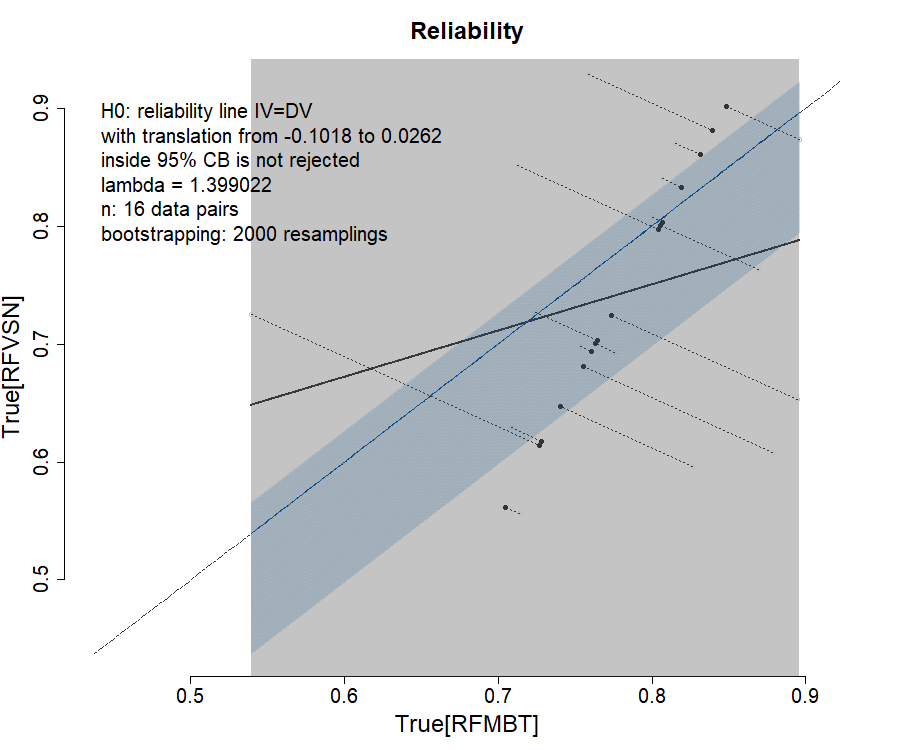 Reliability
H0: reliability line IV=DV
with translation from -0.1018 to 0.0262
inside 95% CB is not rejected
lambda = 1.399022
n: 16 data pairs
bootstrapping: 2000 resamplings
True[RFVSN]
0.9
0.8
0.7
0.6
0.5
0.5 0.6 0.7 0.8 0.9
True[RFMBT]